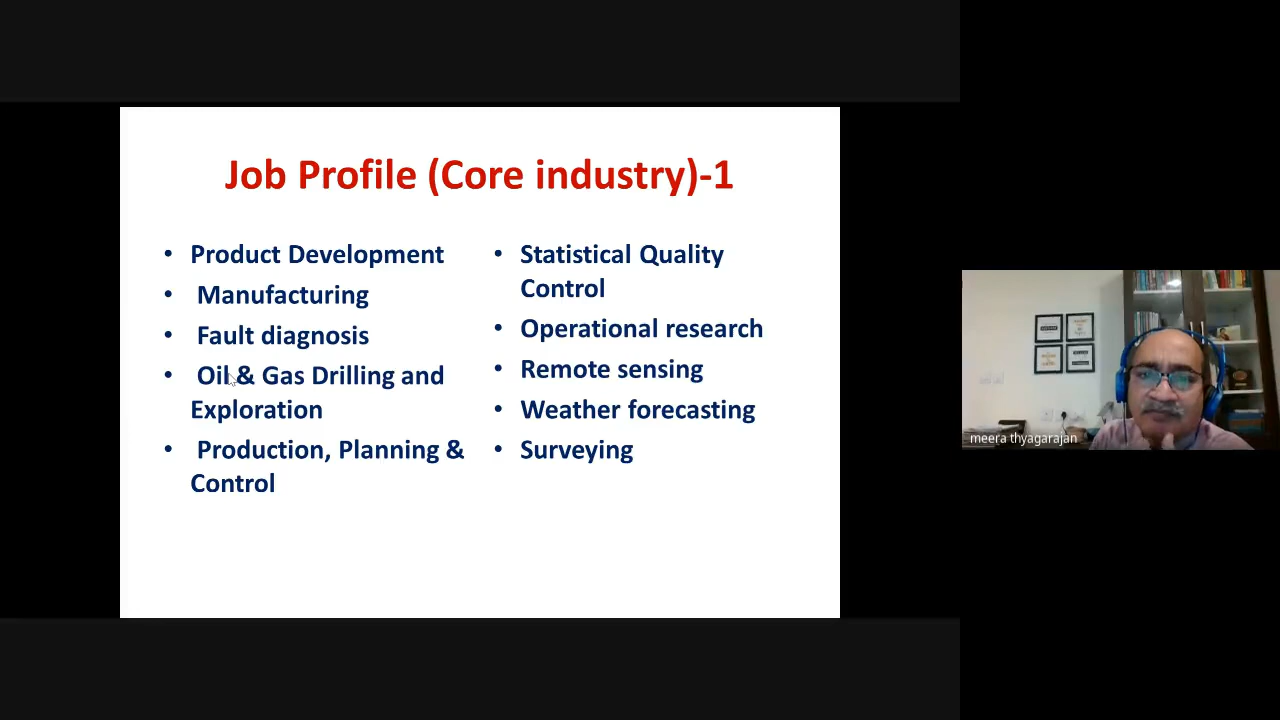 Job Profile (Core industry)-1
• Product Development
• Manufacturing
• Fault diagnosis
• Oil & Gas Drilling and
Exploration
• Production, Planning &
Control
• Statistical Quality
Control
• Operational research
• Remote sensing
• Weather forecasting
• Surveying
meera thyagarajan